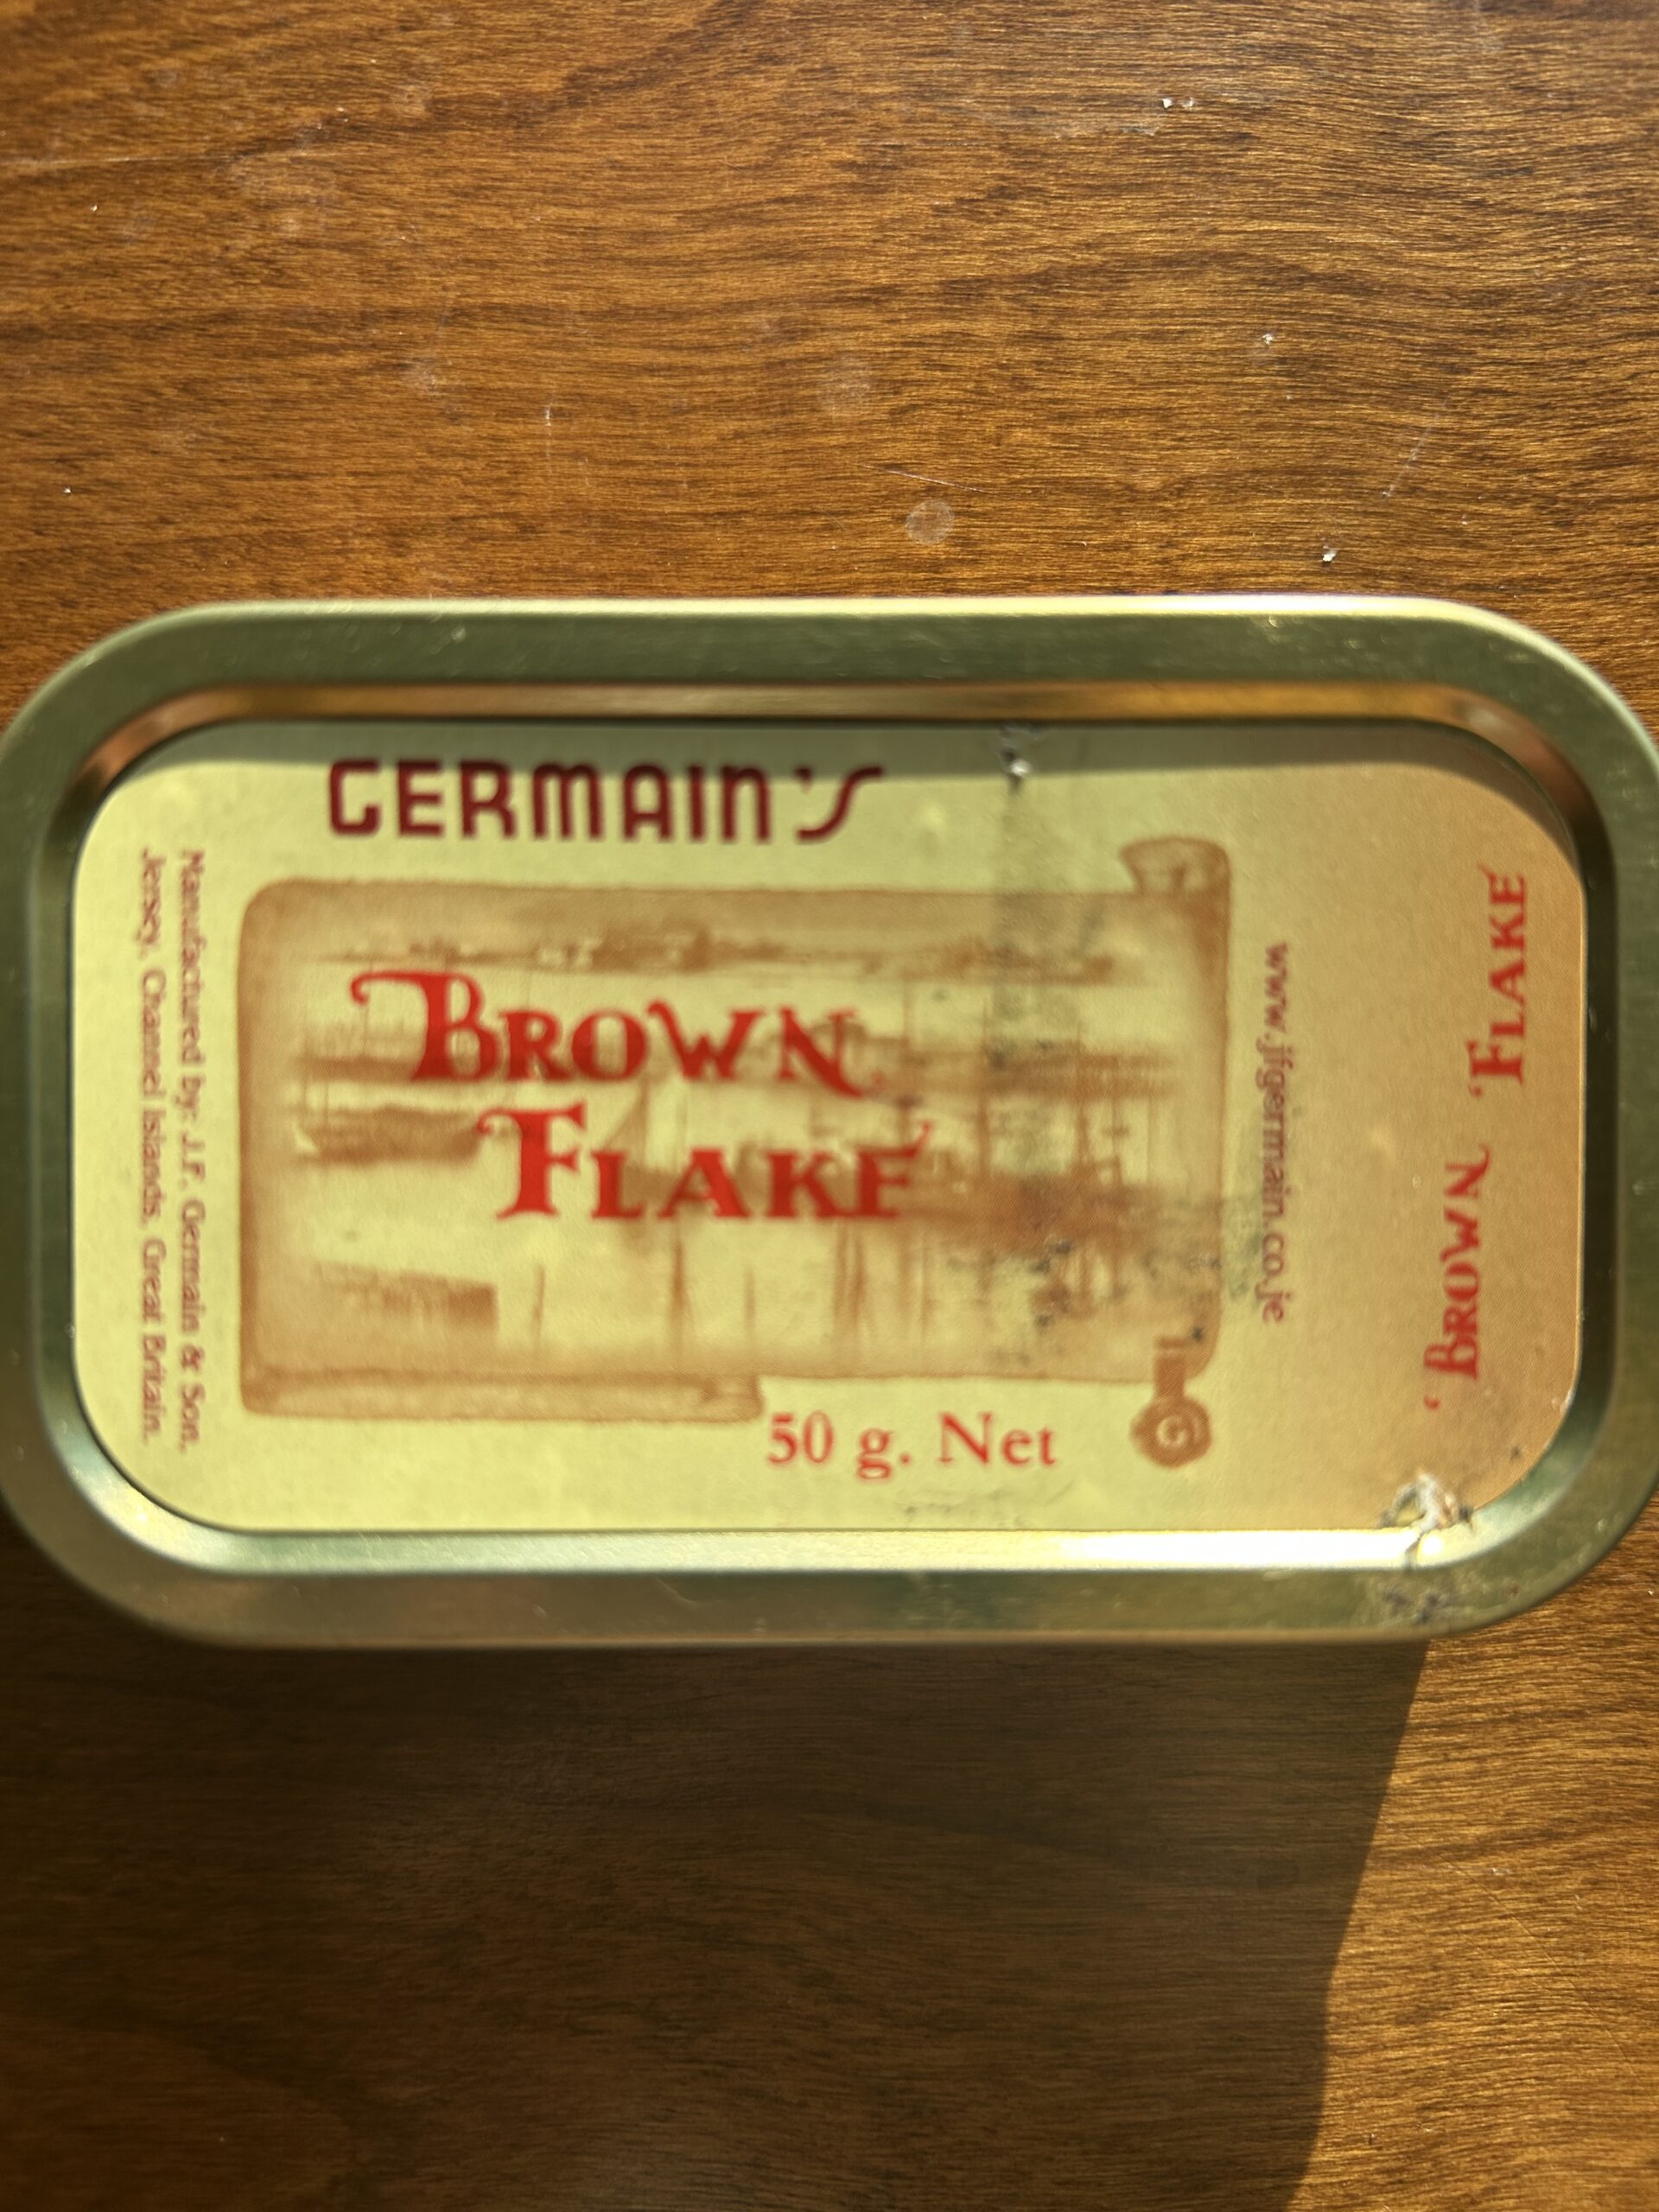 GERMAIN'S
BROWN
FLAKE
50 g. Net
Manufactured by: J.F. Germain & Son.
Jersey, Channel Islands, Great Britain.
www.jfgermain.co.je
BROWN FLAKE
G